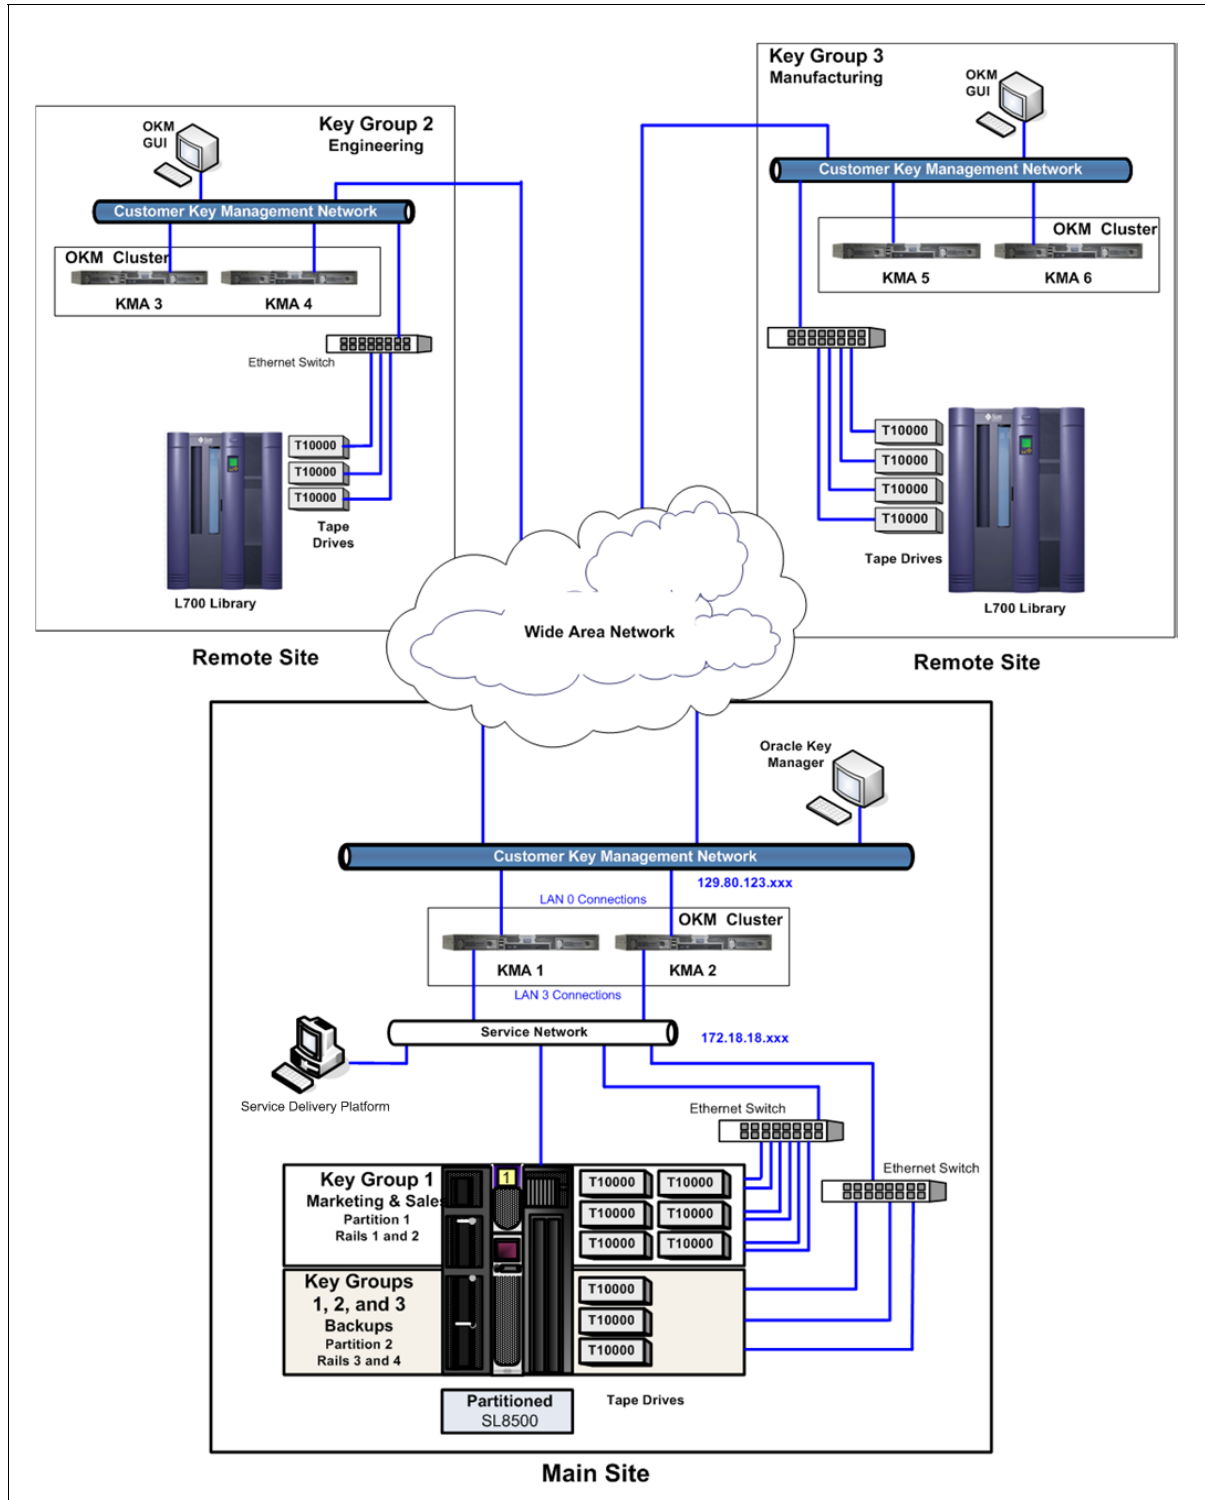 Key Group 3
Manufacturing
OKM
GUI
Customer Key Management Network
OKM Cluster
KMA 5
KMA 6
T10000
T10000
T10000
T10000
Tape Drives
L700 Library
Remote Site
OKM
GUI
Key Group 2
Engineering
Customer Key Management Network
OKM Cluster
KMA 3
KMA 4
Ethernet Switch
T10000
T10000
T10000
Tape
Drives
L700 Library
Remote Site
Wide Area Network
Oracle Key
Manager
Customer Key Management Network
129.80.123.xxx
LAN 0 Connections
OKM Cluster
KMA 1
KMA 2
LAN 3 Connections
Service Network
172.18.18.xxx
Service Delivery Platform
Ethernet Switch
Ethernet Switch
Key Group 1
Marketing & Sales
Partition 1
Rails 1 and 2
1
T10000 T10000
T10000 T10000
T10000 T10000
Key Groups
1, 2, and 3
Backups
Partition 2
Rails 3 and 4
T10000
T10000
T10000
Partitioned
SL8500
Tape Drives
Main Site